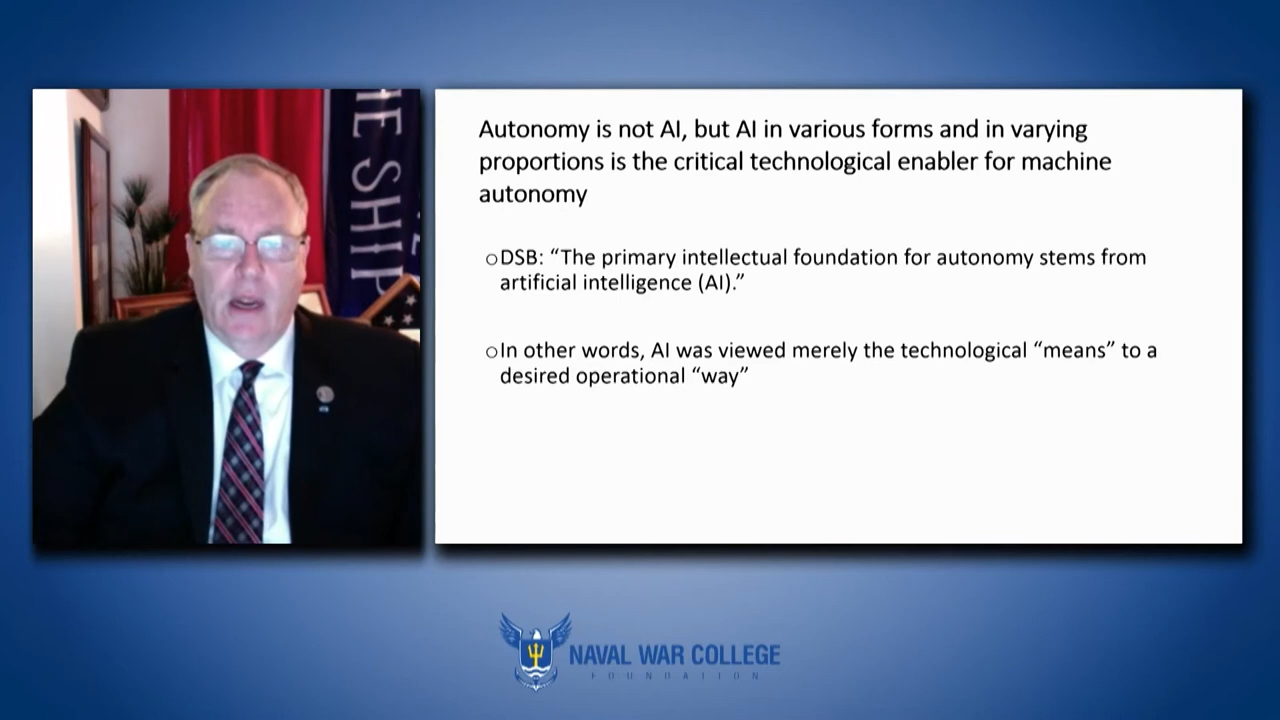 HE SHIP
Autonomy is not AI, but AI in various forms and in varying
proportions is the critical technological enabler for machine
autonomy
○DSB: “The primary intellectual foundation for autonomy stems from
artificial intelligence (AI).”
○In other words, AI was viewed merely the technological “means” to a
desired operational “way”
NAVAL WAR COLLEGE
FOUNDATION